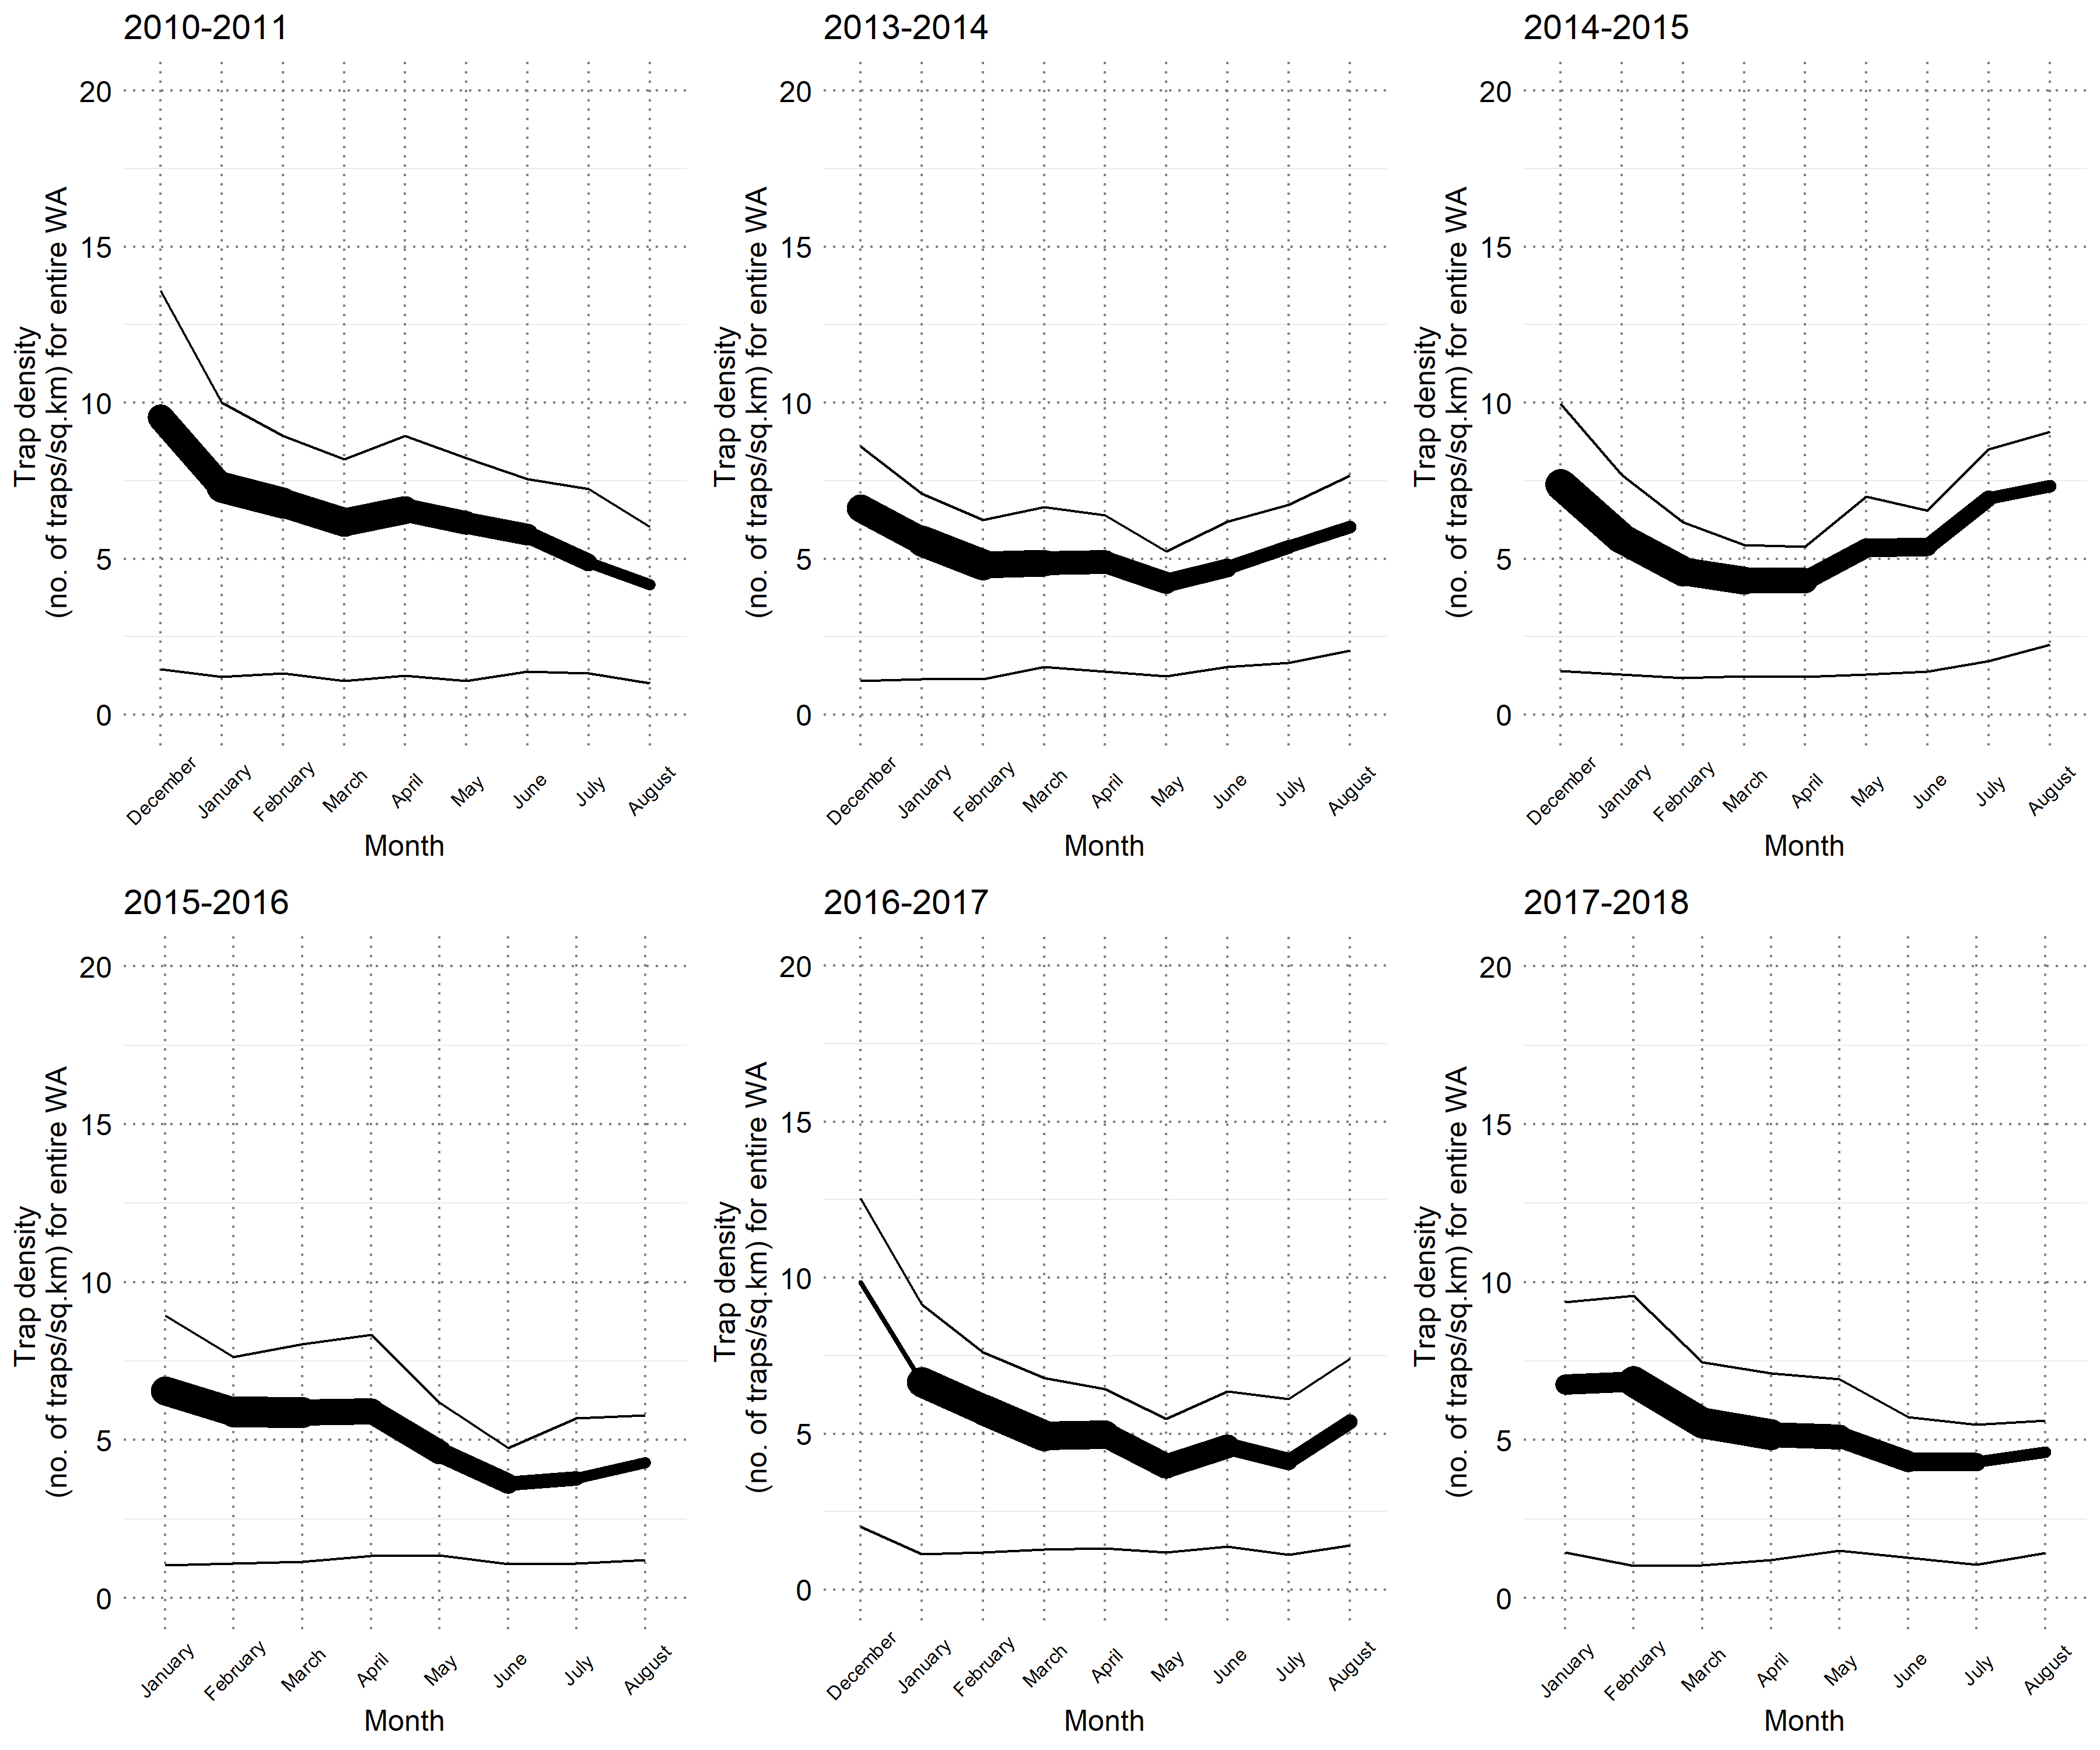 2010-2011
20
15
10
5
0
Trap density
(no. of traps/sq.km) for entire WA
December
January
February
March
April
May
June
July
August
Month
2013-2014
20
15
10
5
0
Trap density
(no. of traps/sq.km) for entire WA
December
January
February
March
April
May
June
July
August
Month
2014-2015
20
15
10
5
0
Trap density
(no. of traps/sq.km) for entire WA
December
January
February
March
April
May
June
July
August
Month
2015-2016
20
15
10
5
0
Trap density
(no. of traps/sq.km) for entire WA
January
February
March
April
May
June
July
August
Month
2016-2017
20
15
10
5
0
Trap density
(no. of traps/sq.km) for entire WA
December
January
February
March
April
May
June
July
August
Month
2017-2018
20
15
10
5
0
Trap density
(no. of traps/sq.km) for entire WA
January
February
March
April
May
June
July
August
Month